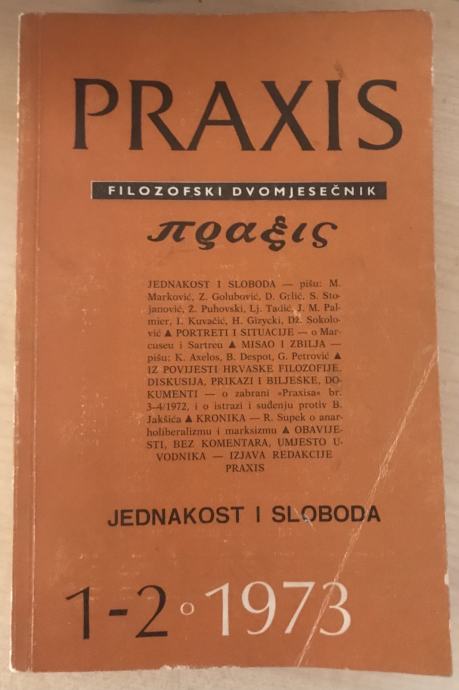 PRAXIS
FILOZOFSKI DVOMJESEČNIK
πραξις
JEDNAKOST I SLOBODA — pišu: M.
Marković, Z. Golubović, D. Grlić, S. Sto-
janović, Ž. Puhovski, Lj. Tadić, J. M. Pal-
mier, I. Kuvačić, H. Gizycki, Dž. Sokolo-
vić ▲ PORTRETI I SITUACIJE — o Mar-
cuseu i Sartreu ▲ MISAO I ZBILJA —
pišu: K. Axelos, B. Despot, G. Petrović ▲
IZ POVIJESTI HRVASKE FILOZOFIJE,
DISKUSIJA, PRIKAZI I BILJEŠKE, DO-
KUMENTI — o zabrani »Praxisa« br.
3-4/1972, i o istrazi i suđenju protiv B.
Jakšića ▲ KRONIKA — R. Supek o anar-
holiberalizmu i marksizmu ▲ OBAVIJE-
STI, BEZ KOMENTARA, UMJESTO U-
VODNIKA — IZJAVA REDAKCIJE
PRAXIS
JEDNAKOST I SLOBODA
1-2 ° 1973